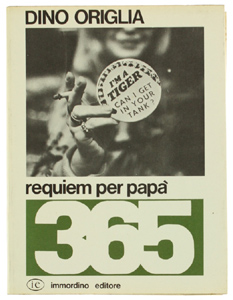 DINO ORIGLIA
I'M A
TIGER
CAN I GET
IN YOUR
TANK?
requiem per papà
365
ic immordino editore